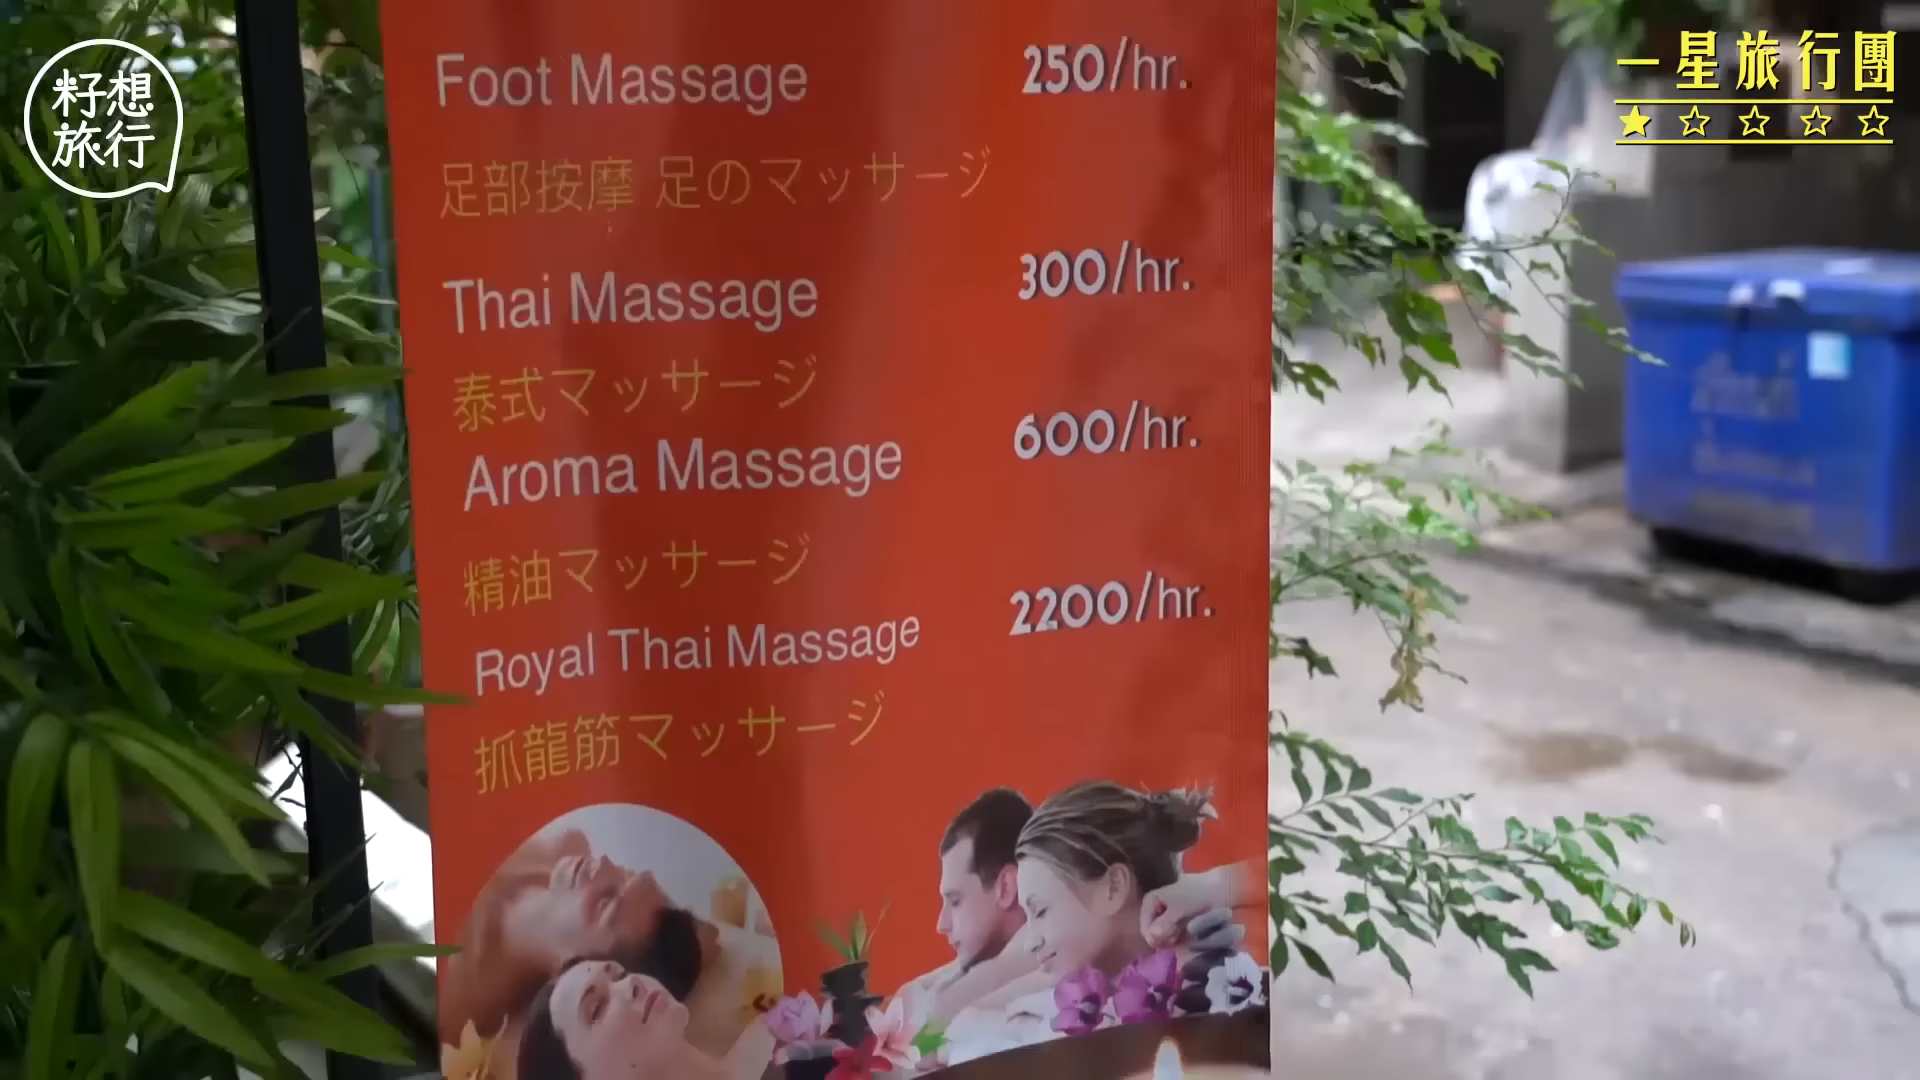 籽想
旅行
一星旅行團
Foot Massage 250/hr.
足部按摩 足のマッサージ
Thai Massage 300/hr.
泰式マッサージ
Aroma Massage 600/hr.
精油マッサージ
Royal Thai Massage 2200/hr.
抓龍筋マッサージ